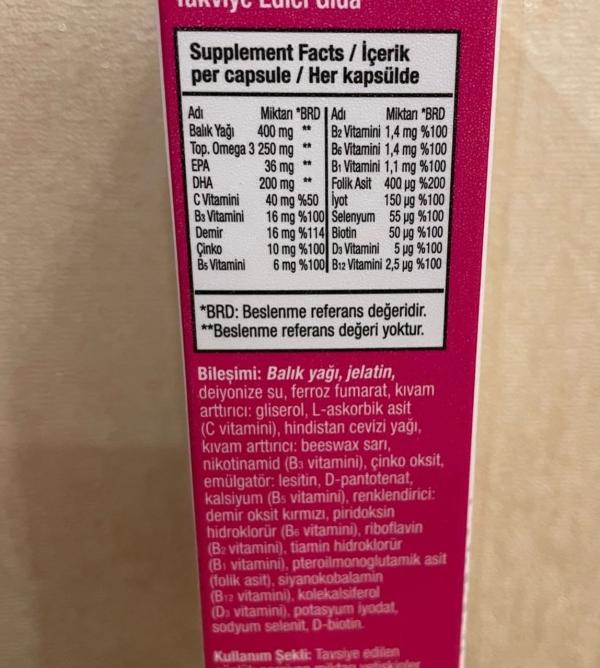 Takviye Edici Gıda
Supplement Facts / İçerik
per capsule / Her kapsülde
Adı Miktarı *BRD
Balık Yağı 400 mg **
Top. Omega 3 250 mg **
EPA 36 mg **
DHA 200 mg **
C Vitamini 40 mg %50
B3 Vitamini 16 mg %100
Demir 16 mg %114
Çinko 10 mg %100
B5 Vitamini 6 mg %100
Adı Miktarı *BRD
B2 Vitamini 1,4 mg %100
B6 Vitamini 1,4 mg %100
B1 Vitamini 1,1 mg %100
Folik Asit 400 µg %200
İyot 150 µg %100
Selenyum 55 µg %100
Biotin 50 µg %100
D3 Vitamini 5 µg %100
B12 Vitamini 2,5 µg %100
*BRD: Beslenme referans değeridir.
**Beslenme referans değeri yoktur.
Bileşimi: Balık yağı, jelatin,
deiyonize su, ferroz fumarat, kıvam
arttırıcı: gliserol, L-askorbik asit
(C vitamini), hindistan cevizi yağı,
kıvam arttırıcı: beeswax sarı,
nikotinamid (B3 vitamini), çinko oksit,
emülgatör: lesitin, D-pantotenat,
kalsiyum (B5 vitamini), renklendirici:
demir oksit kırmızı, piridoksin
hidroklorür (B6 vitamini), riboflavin
(B2 vitamini), tiamin hidroklorür
(B1 vitamini), pteroilmonoglutamik asit
(folik asit), siyanokobalamin
(B12 vitamini), kolekalsiferol
(D3 vitamini), potasyum iyodat,
sodyum selenit, D-biotin.
Kullanım Şekli: Tavsiye edilen